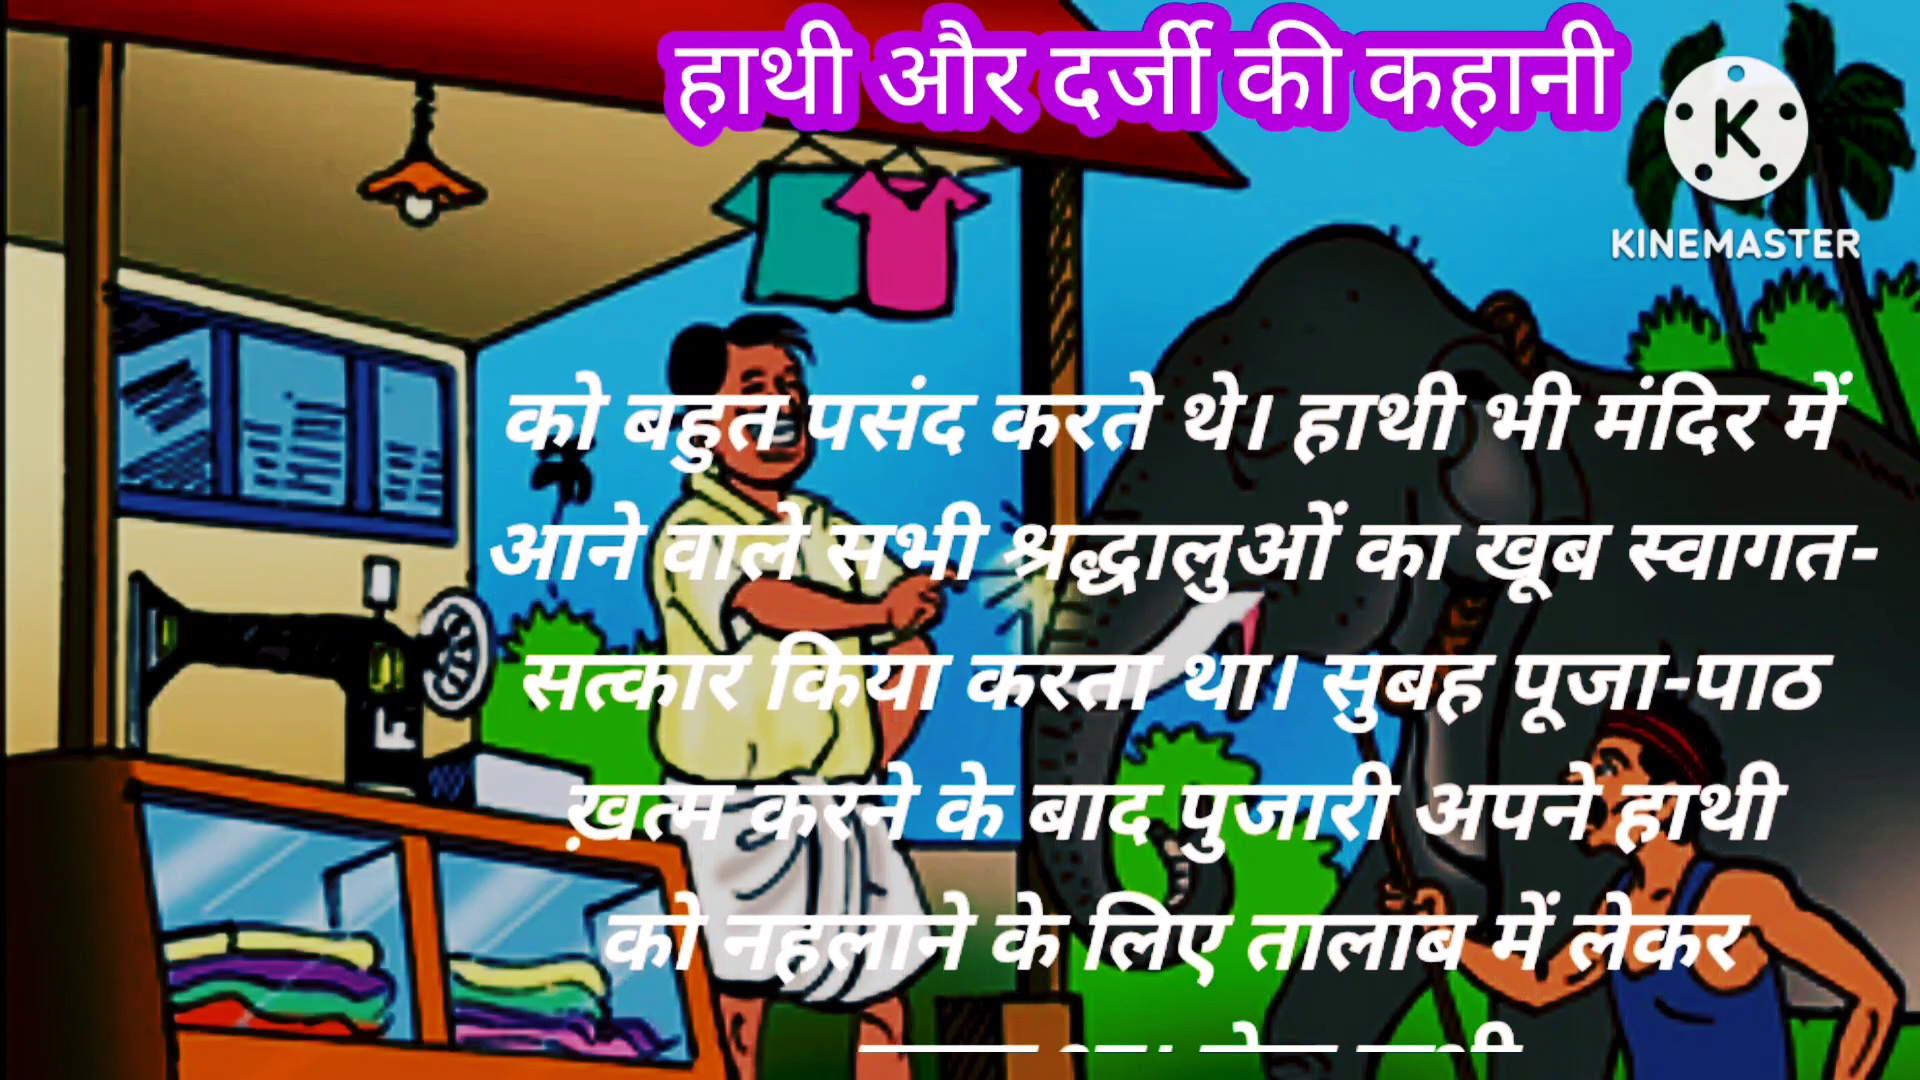 हाथी और दर्जी की कहानी
KINEMASTER
को बहुत पसंद करते थे। हाथी भी मंदिर में
आने वाले सभी श्रद्धालुओं का खूब स्वागत-
सत्कार किया करता था। सुबह पूजा-पाठ
ख़त्म करने के बाद पुजारी अपने हाथी
को नहलाने के लिए तालाब में लेकर